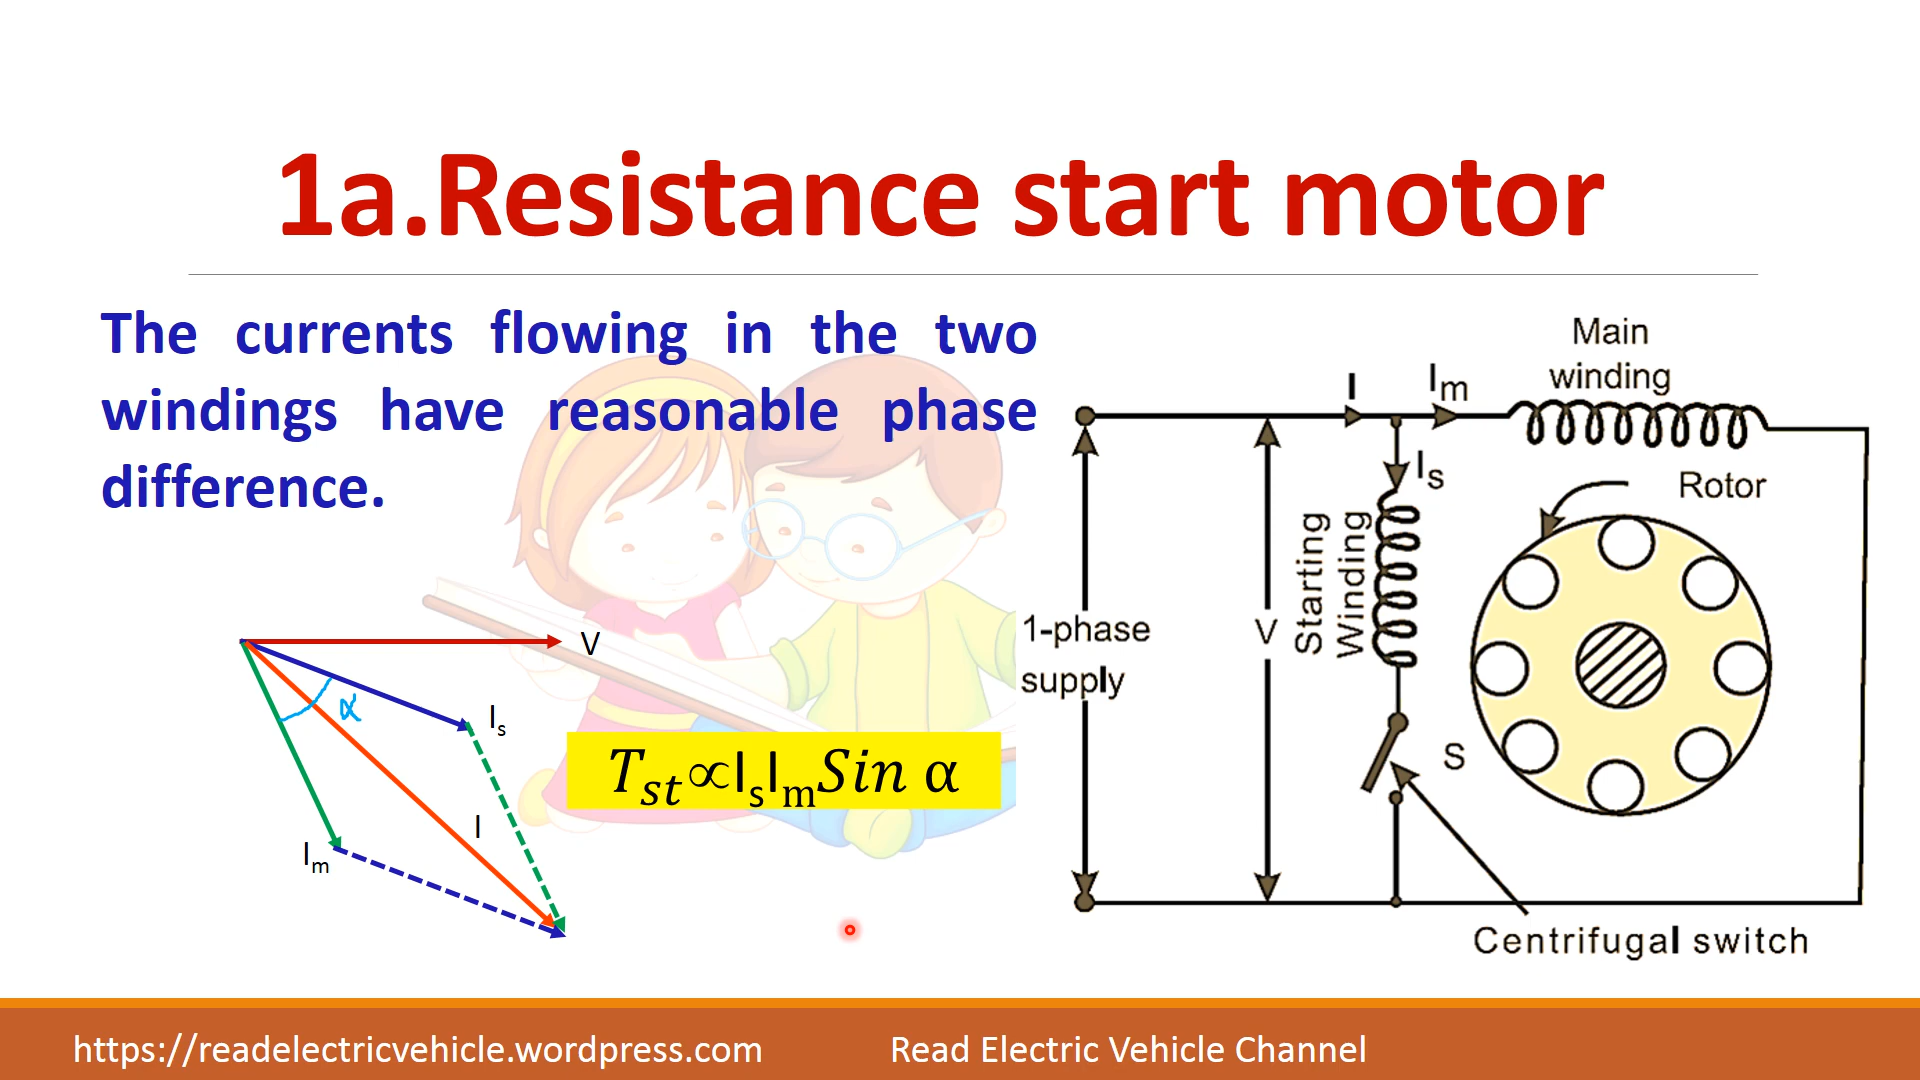 1a.Resistance start motor
The currents flowing in the two
windings have reasonable phase
difference.
V
α
Is
I
Im
Tst∝IsImSin α
Main
winding
I
Im
Is
Rotor
Starting
Winding
1-phase
supply
V
S
Centrifugal switch
https://readelectricvehicle.wordpress.com
Read Electric Vehicle Channel